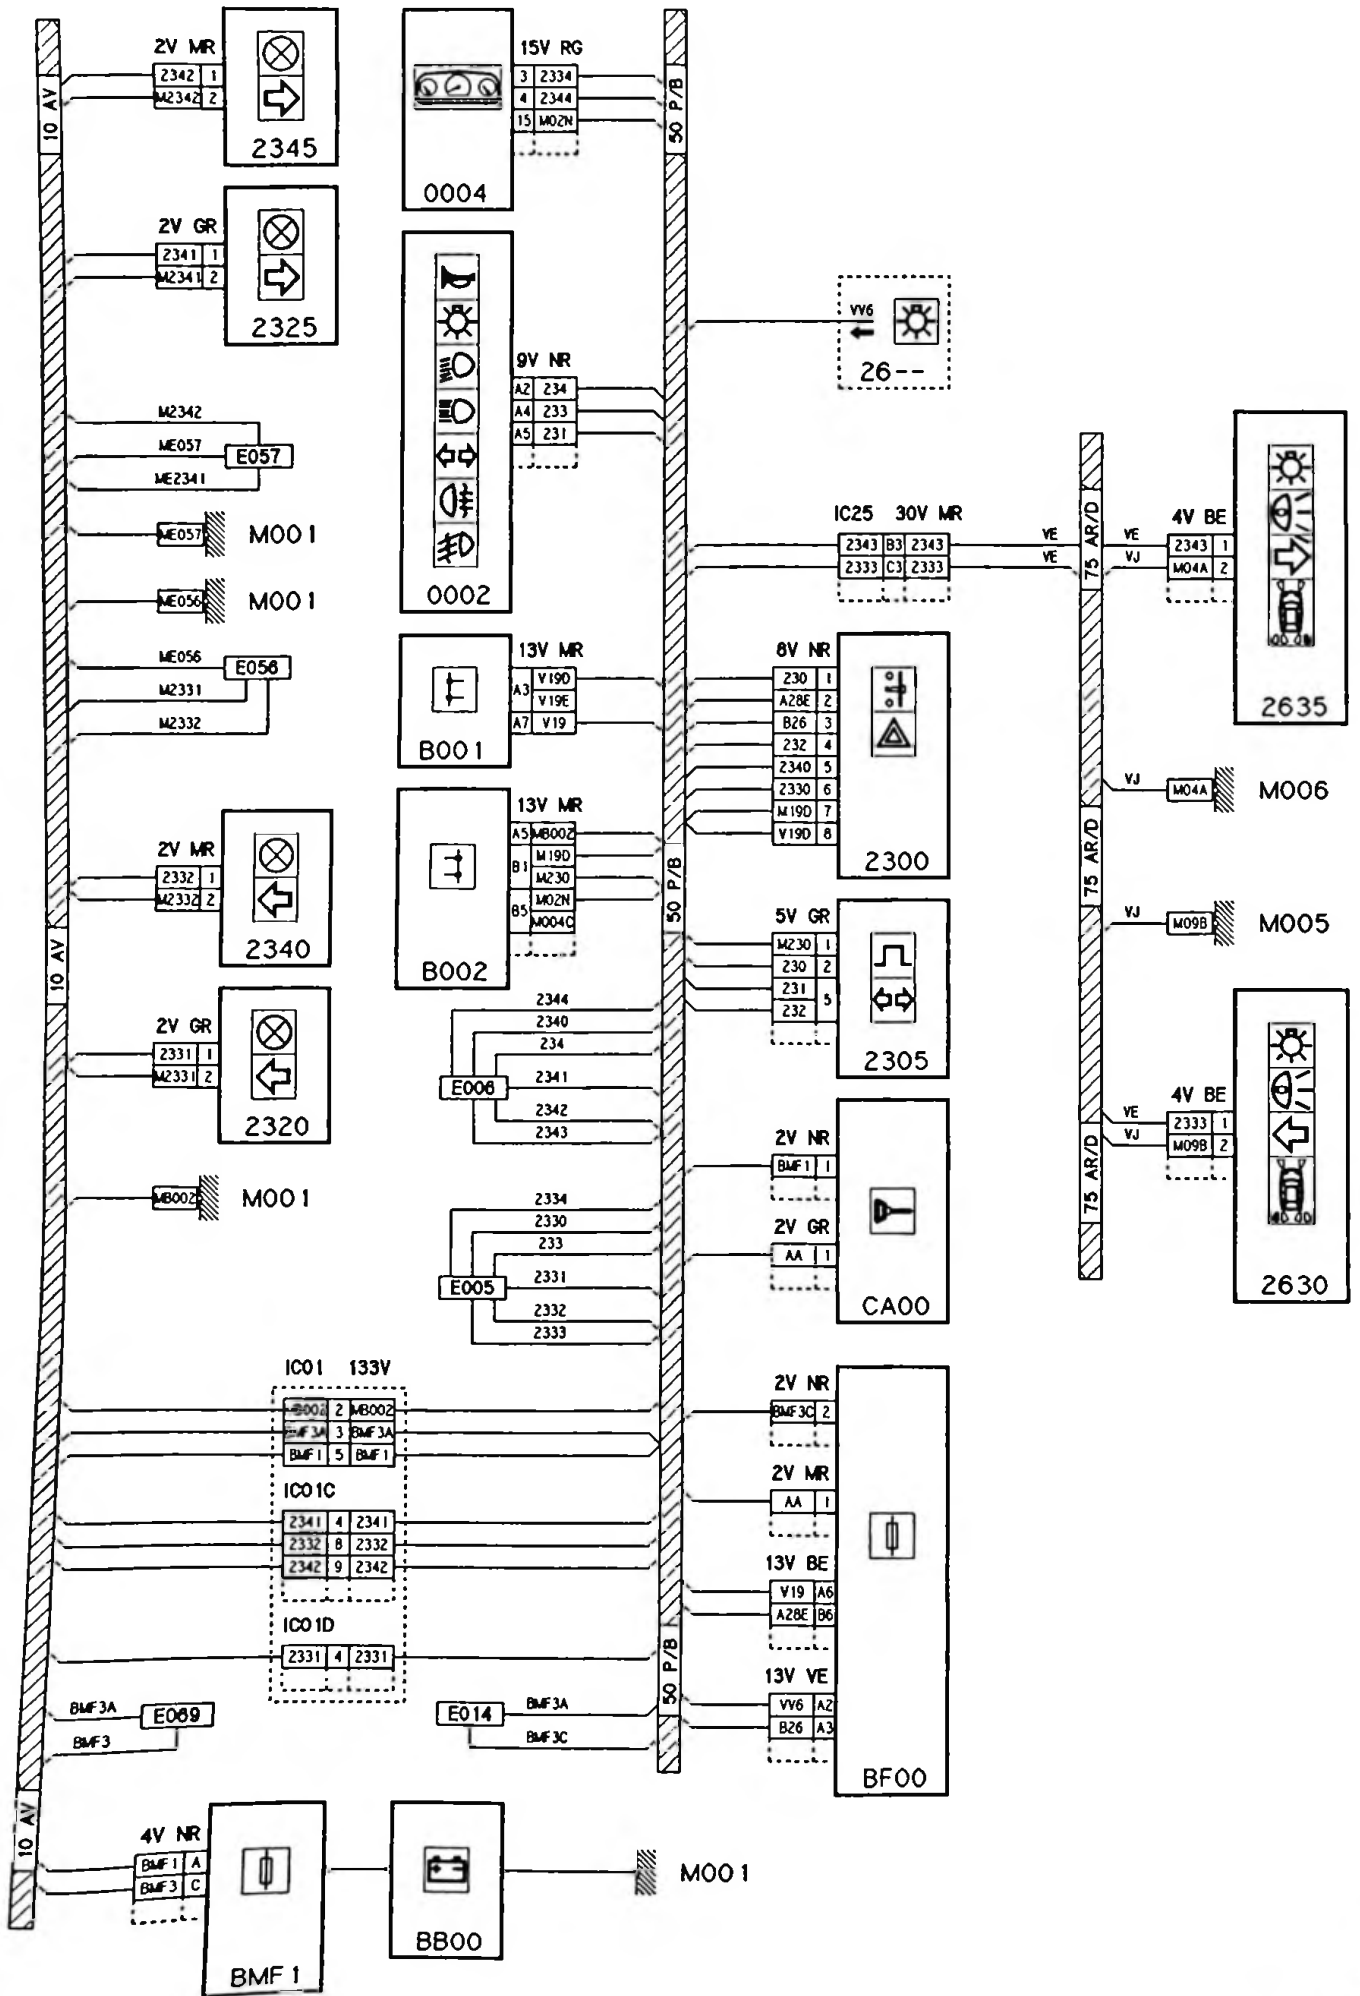 10 AV
2V MR
2342 1
M2342 2
2345
2V GR
2341 1
M2341 2
2325
M2342
ME057
E057
ME2341
ME057
M001
ME056
M001
ME056
E056
M2331
M2332
2V MR
2332 1
M2332 2
2340
10 AV
2V GR
2331 1
M2331 2
2320
MB002
M001
15V RG
3 2334
4 2344
15 M02N
0004
50 P/B
9V NR
A2 234
A4 233
A5 231
0002
13V MR
A3 V19D
V19E
A7 V19
B001
13V MR
A5 MB002
B1 M19D
M230
B5 M02N
M004C
B002
50 P/B
2344
2340
234
E006
2341
2342
2343
2334
2330
233
E005
2331
2332
2333
IC01 133V
MB002 2 MB002
BMF3A 3 BMF3A
BMF1 5 BMF1
IC01C
2341 4 2341
2332 8 2332
2342 9 2342
IC01D
2331 4 2331
BMF3A
E069
BMF3
BMF3A
E014
BMF3C
50 P/B
10 AV
4V NR
BMF1 A
BMF3 C
BMF1
BB00
M001
VV6
26--
IC25 30V MR
2343 B3 2343
2333 C3 2333
VE
VE
75 AR/D
VE
VJ
4V BE
2343 1
M04A 2
2635
8V NR
230 1
A28E 2
B26 3
232 4
2340 5
2330 6
M19D 7
V19D 8
2300
VJ
M04A
M006
75 AR/D
VJ
M09B
M005
5V GR
M230 1
230 2
231
232
5
2305
VE
VJ
4V BE
2333 1
M09B 2
75 AR/D
2630
2V NR
BMF1 1
2V GR
AA 1
CA00
2V NR
BMF3C 2
2V MR
AA 1
13V BE
V19 A6
A28E B6
13V VE
VV6 A2
B26 A3
BF00